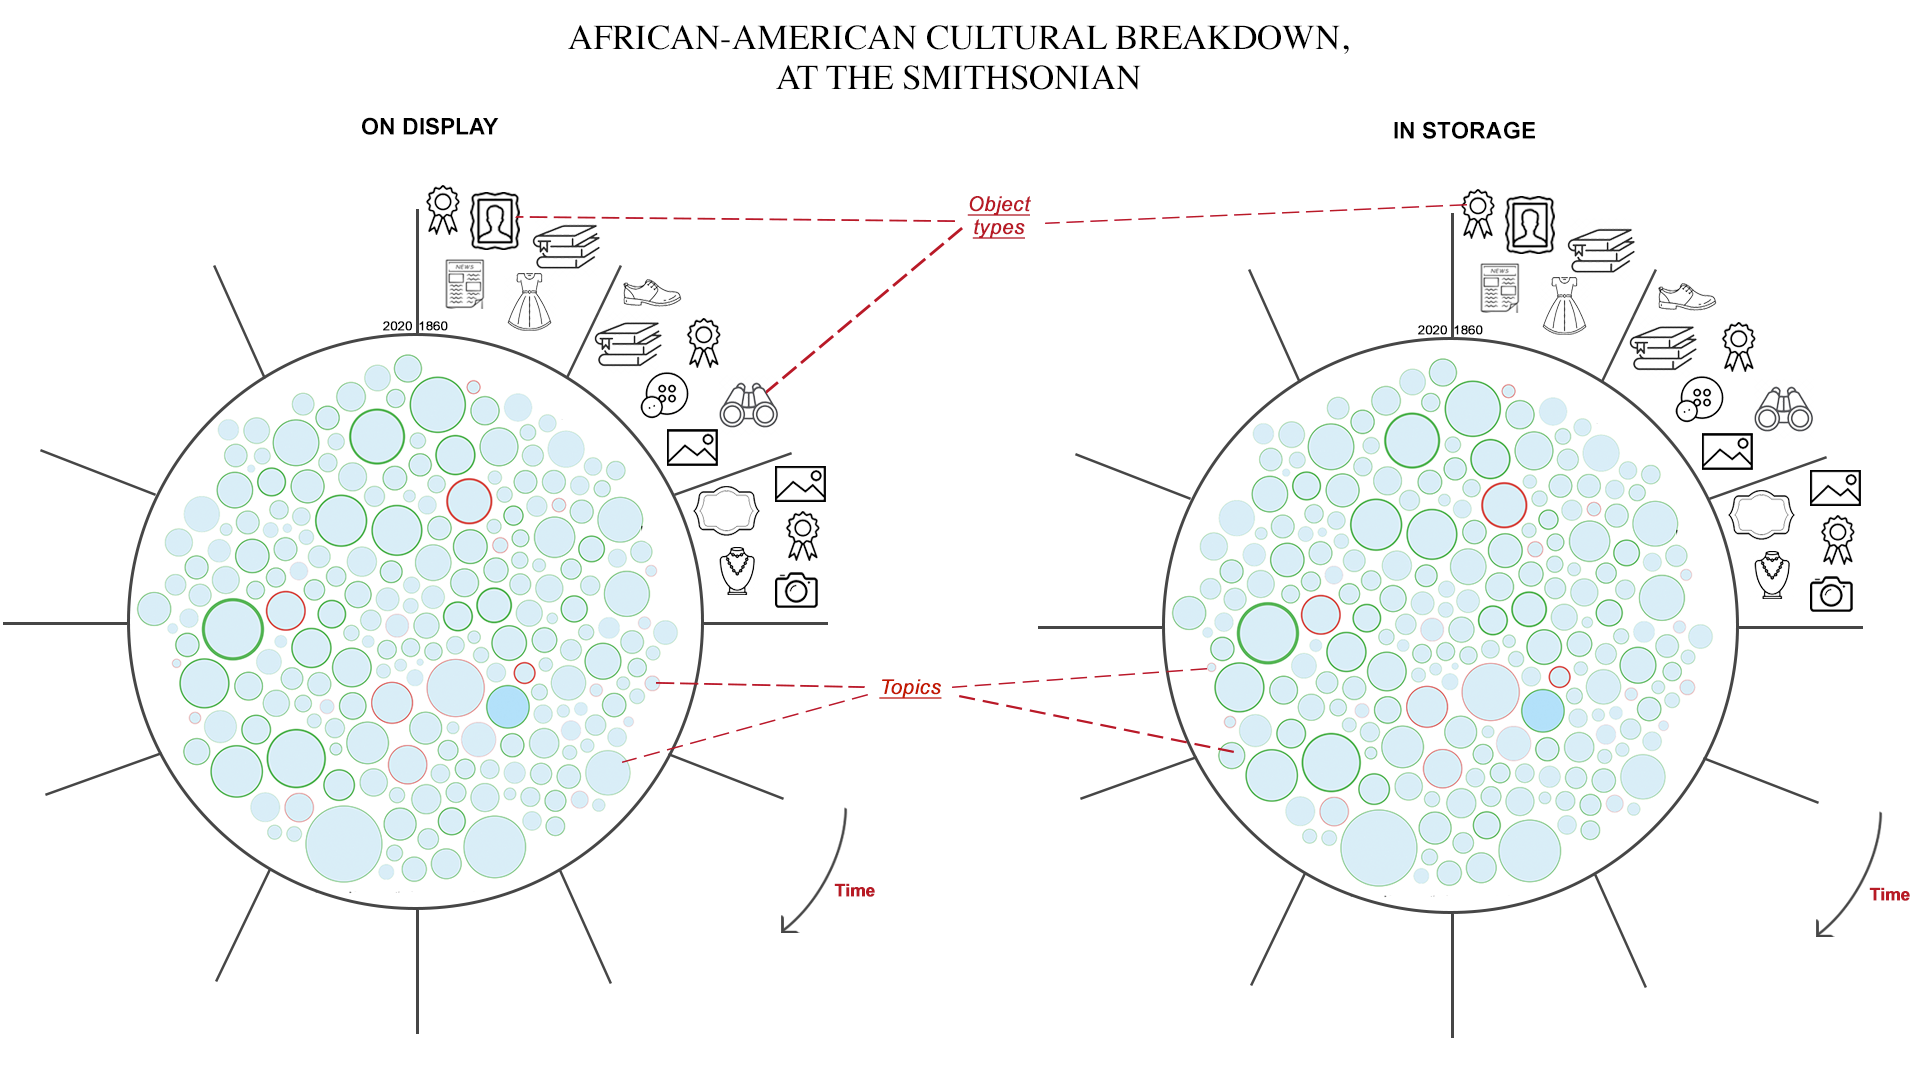 AFRICAN-AMERICAN CULTURAL BREAKDOWN,
AT THE SMITHSONIAN
ON DISPLAY
IN STORAGE
Object
types
NEWS
NEWS
2020 1860
2020 1860
Topics
Time
Time